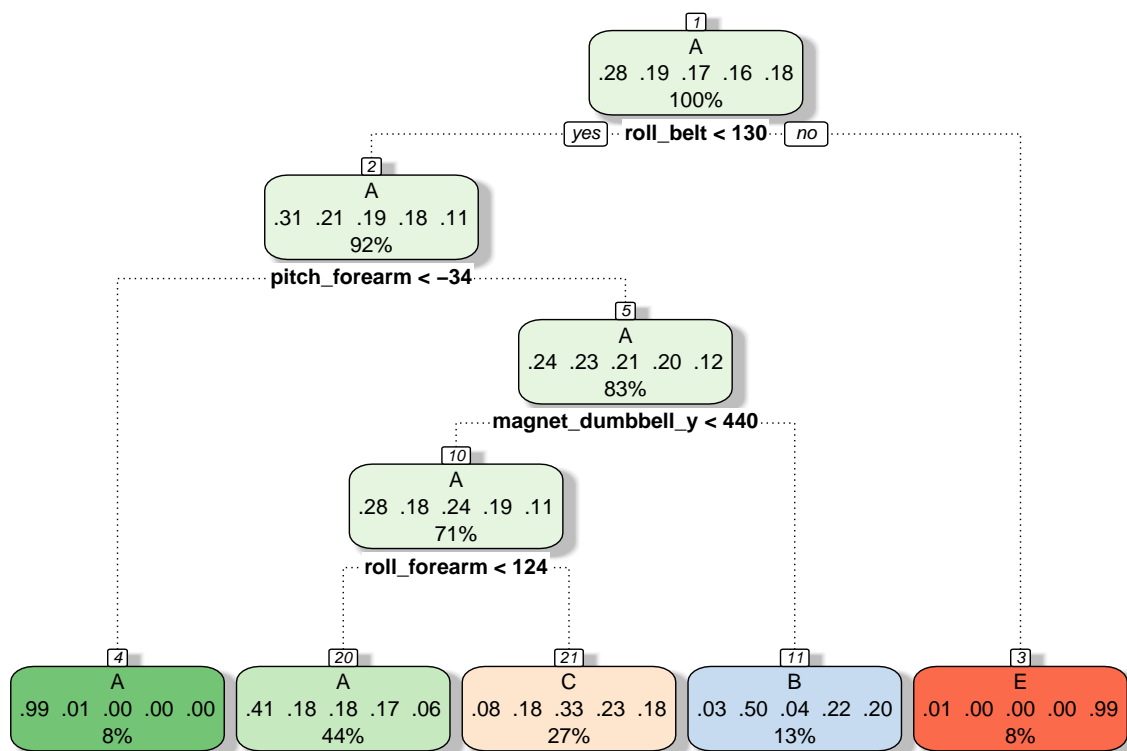 1
A
.28 .19 .17 .16 .18
100%
yes roll_belt < 130 no
2
A
.31 .21 .19 .18 .11
92%
pitch_forearm < −34
5
A
.24 .23 .21 .20 .12
83%
magnet_dumbbell_y < 440
10
A
.28 .18 .24 .19 .11
71%
roll_forearm < 124
4
A
.99 .01 .00 .00 .00
8%
20
A
.41 .18 .18 .17 .06
44%
21
C
.08 .18 .33 .23 .18
27%
11
B
.03 .50 .04 .22 .20
13%
3
E
.01 .00 .00 .00 .99
8%